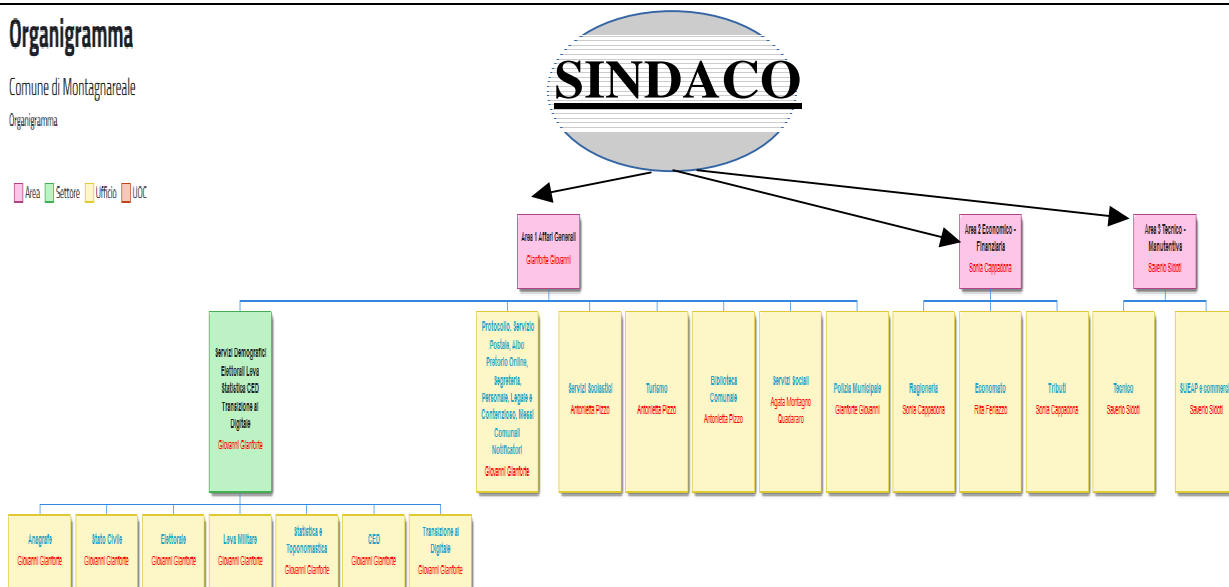 Organigramma
Comune di Montagnareale
Organigramma
SINDACO
Area Settore Ufficio UOC
Area 1 Affari Generali
Gianforte Giovanni
Area 2 Economico -
Finanziaria
Sonia Cappadona
Area 3 Tecnico -
Manutentiva
Saverio Sidoti
Servizi Demografici
Elettorali Leva
Statistica CED
Transizione al
Digitale
Giovanni Gianforte
Protocollo, Servizio
Postale, Albo
Pretorio Online,
Segreteria,
Personale, Legale e
Contenzioso, Messi
Comunali
Notificatori
Giovanni Gianforte
Servizi Scolastici
Antonietta Pizzo
Turismo
Antonietta Pizzo
Biblioteca
Comunale
Antonietta Pizzo
Servizi Sociali
Agata Montagno
Quadararo
Polizia Municipale
Gianforte Giovanni
Ragioneria
Sonia Cappadona
Economato
Rita Ferlazzo
Tributi
Sonia Cappadona
Tecnico
Saverio Sidoti
SUEAP e commerci
Saverio Sidoti
Anagrafe
Giovanni Gianforte
Stato Civile
Giovanni Gianforte
Elettorale
Giovanni Gianforte
Leva Militare
Giovanni Gianforte
Statistica e
Toponomastica
Giovanni Gianforte
CED
Giovanni Gianforte
Transizione al
Digitale
Giovanni Gianforte